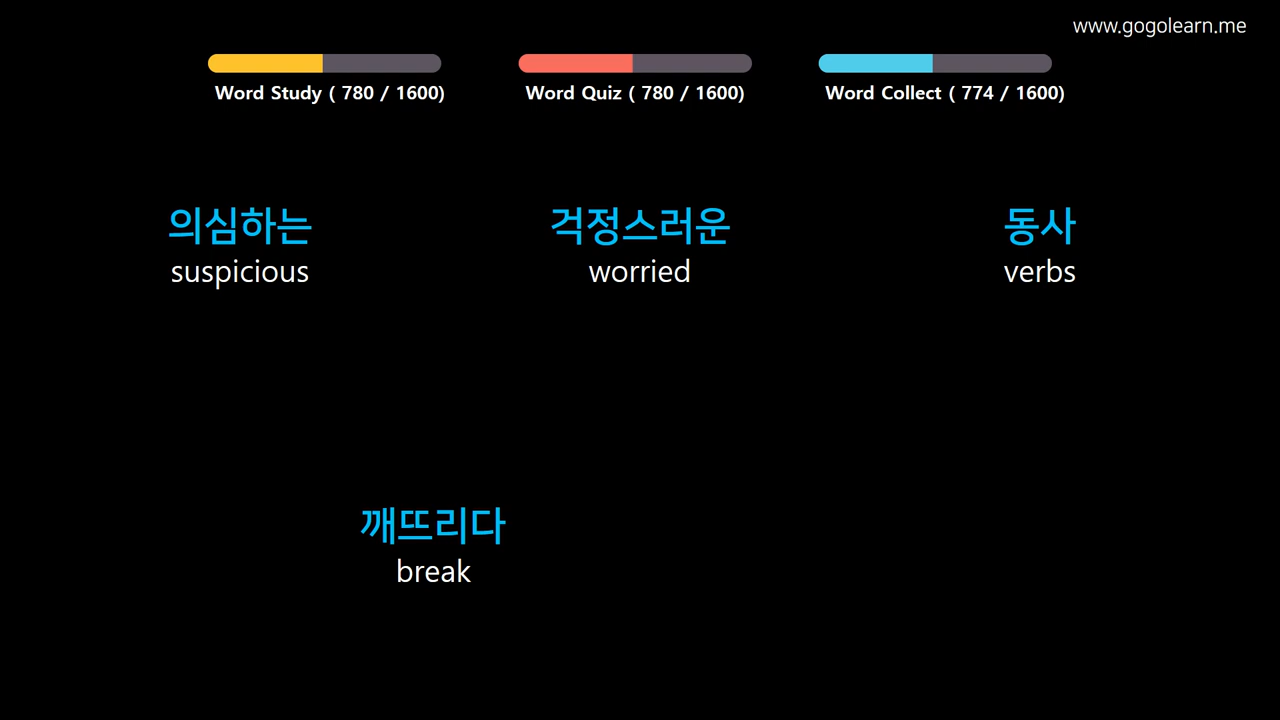 www.gogolearn.me
Word Study ( 780 / 1600)
Word Quiz ( 780 / 1600)
Word Collect ( 774 / 1600)
의심하는
suspicious
걱정스러운
worried
동사
verbs
깨뜨리다
break